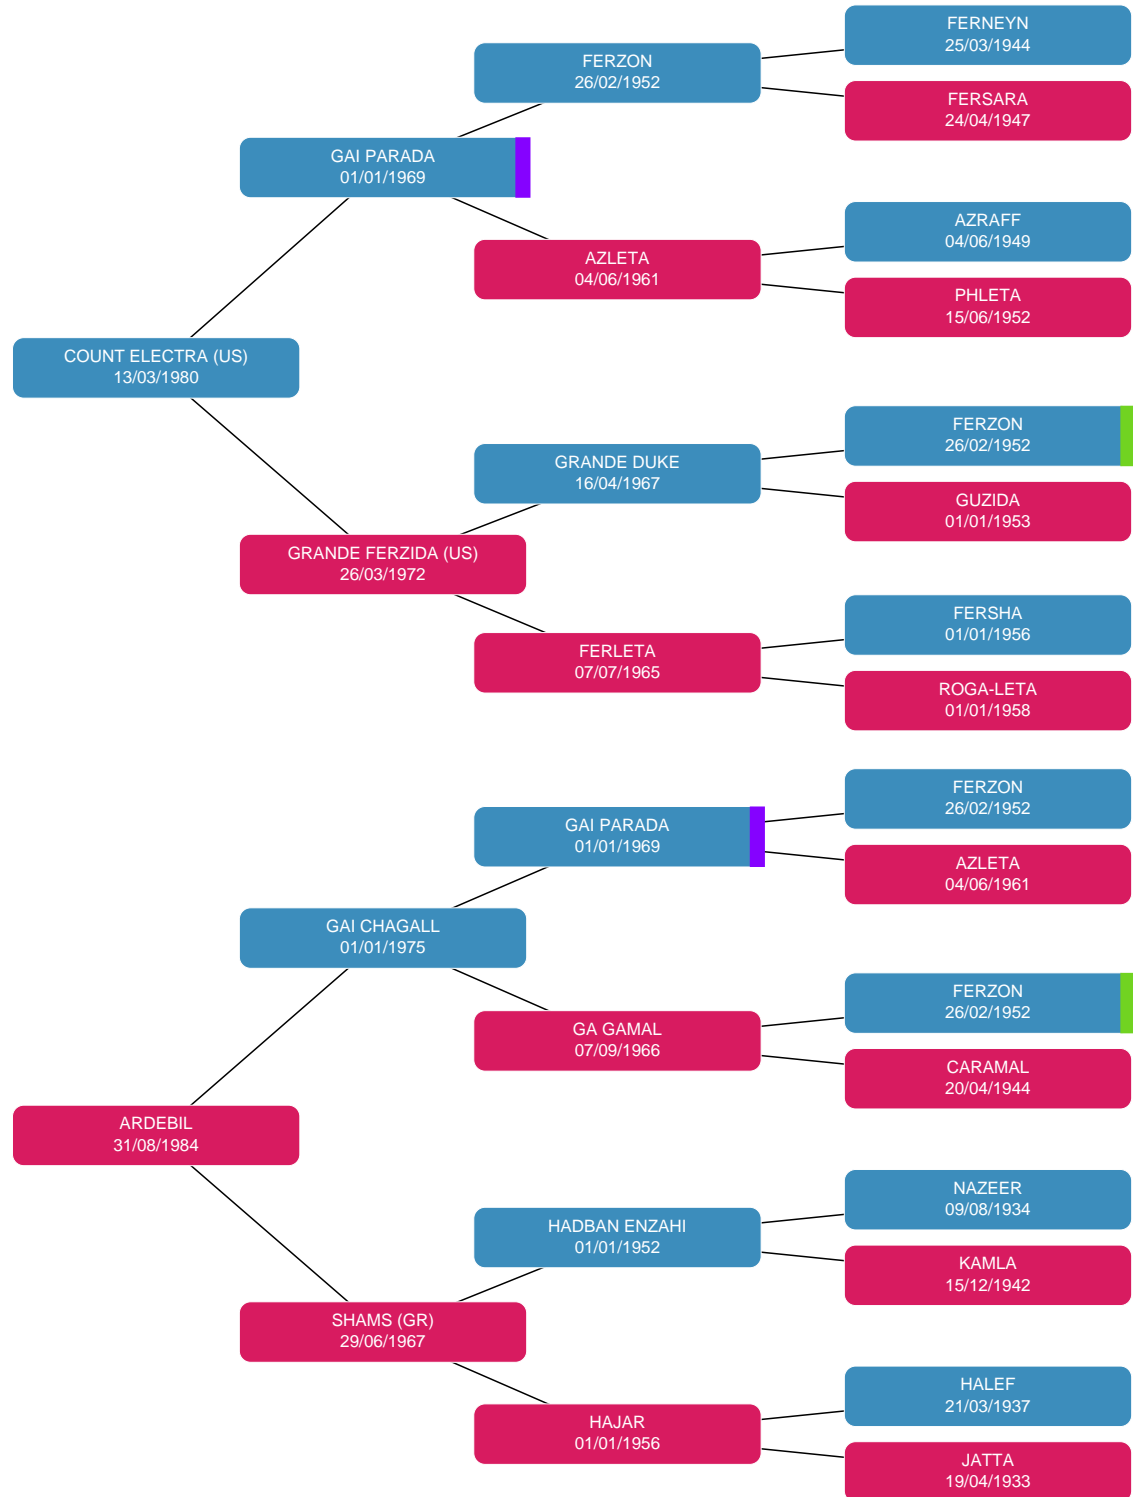 FERNEYN
25/03/1944
FERZON
26/02/1952
FERSARA
24/04/1947
GAI PARADA
01/01/1969
AZRAFF
04/06/1949
AZLETA
04/06/1961
PHLETA
15/06/1952
COUNT ELECTRA (US)
13/03/1980
FERZON
26/02/1952
GRANDE DUKE
16/04/1967
GUZIDA
01/01/1953
GRANDE FERZIDA (US)
26/03/1972
FERSHA
01/01/1956
FERLETA
07/07/1965
ROGA-LETA
01/01/1958
FERZON
26/02/1952
GAI PARADA
01/01/1969
AZLETA
04/06/1961
GAI CHAGALL
01/01/1975
FERZON
26/02/1952
GA GAMAL
07/09/1966
CARAMAL
20/04/1944
ARDEBIL
31/08/1984
NAZEER
09/08/1934
HADBAN ENZAHI
01/01/1952
KAMLA
15/12/1942
SHAMS (GR)
29/06/1967
HALEF
21/03/1937
HAJAR
01/01/1956
JATTA
19/04/1933